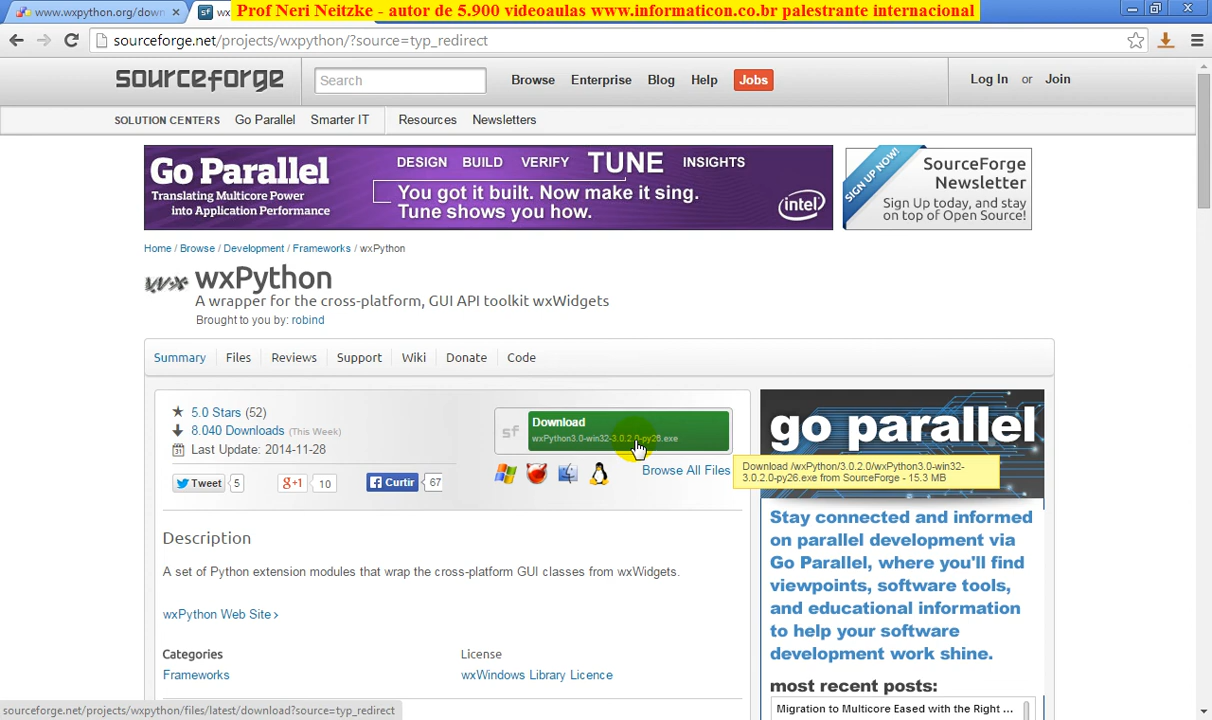 Prof Neri Neitzke - autor de 5.900 videoaulas www.informaticon.co.br palestrante internacional
www.wxpython.org/down
sourceforge.net/projects/wxpython/?source=typ_redirect
sourceforge
Search
Browse Enterprise Blog Help Jobs
Log In or Join
SOLUTION CENTERS Go Parallel Smarter IT Resources Newsletters
Go Parallel
Translating Multicore Power
into Application Performance
DESIGN BUILD VERIFY TUNE INSIGHTS
You got it built. Now make it sing.
Tune shows you how.
intel
SIGN UP NOW!
SourceForge
Newsletter
Sign Up today, and stay
on top of Open Source!
Home / Browse / Development / Frameworks / wxPython
wx
wxPython
A wrapper for the cross-platform, GUI API toolkit wxWidgets
Brought to you by: robind
Summary Files Reviews Support Wiki Donate Code
5.0 Stars (52)
8.040 Downloads (This Week)
Last Update: 2014-11-28
Tweet 5 g+1 10 Curtir 67
sf
Download
wxPython3.0-win32-3.0.2.0-py26.exe
Browse All Files
Download /wxPython/3.0.2.0/wxPython3.0-win32-
3.0.2.0-py26.exe from SourceForge - 15.3 MB
go parallel
Stay connected and informed
on parallel development via
Go Parallel, where you'll find
viewpoints, software tools,
and educational information
to help your software
development work shine.
most recent posts:
Migration to Multicore Eased with the Right ...
Description
A set of Python extension modules that wrap the cross-platform GUI classes from wxWidgets.
wxPython Web Site ›
Categories
Frameworks
License
wxWindows Library Licence
sourceforge.net/projects/wxpython/files/latest/download?source=typ_redirect